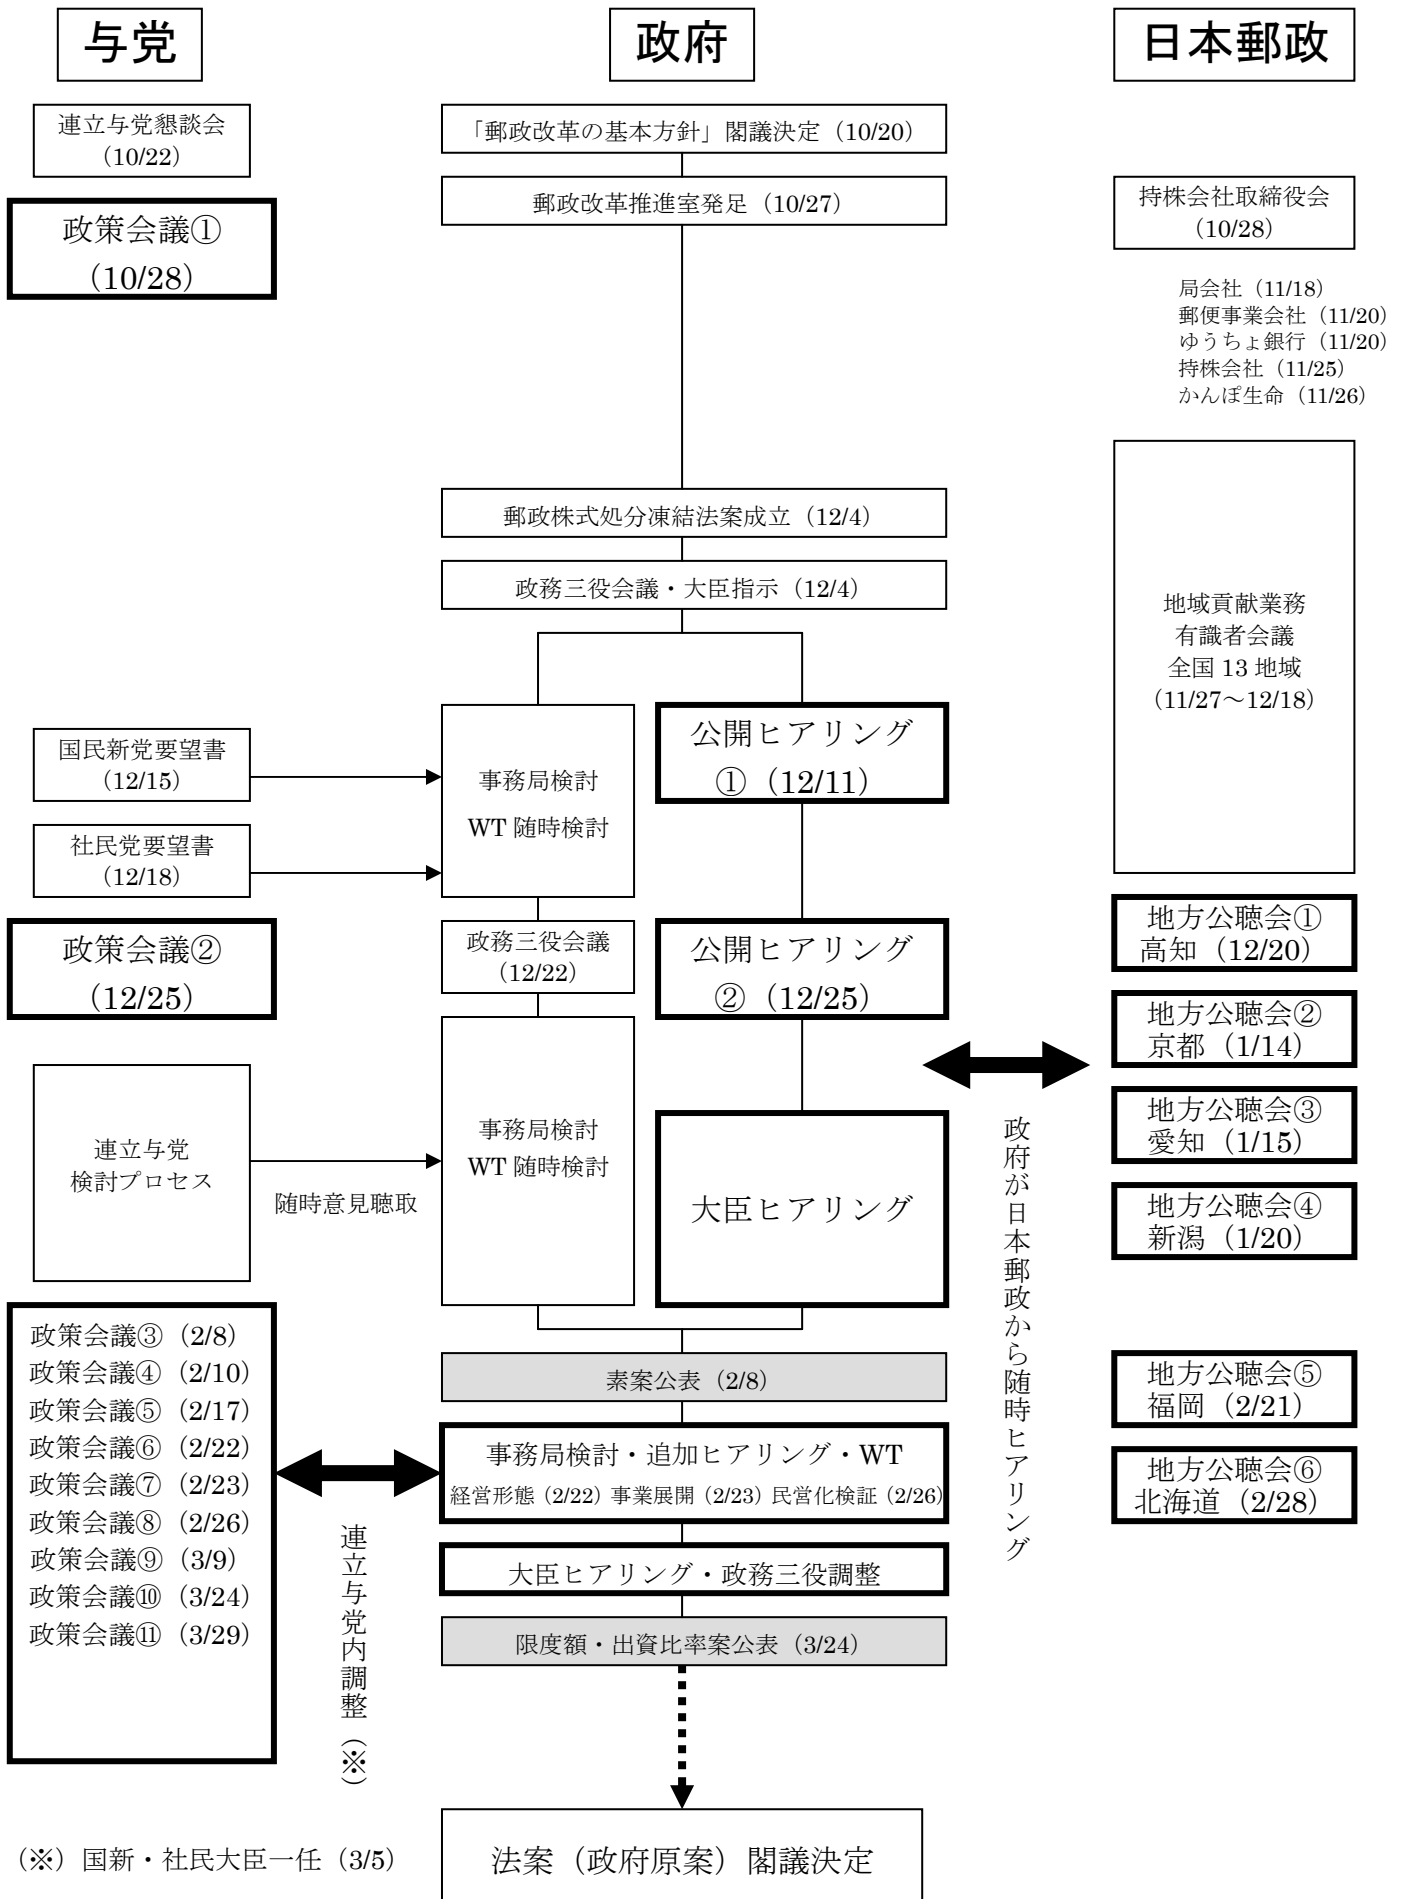 与党
連立与党懇談会
（10/22）
政策会議①
（10/28）
国民新党要望書
（12/15）
社民党要望書
（12/18）
政策会議②
（12/25）
連立与党
検討プロセス
随時意見聴取
政策会議③（2/8）
政策会議④（2/10）
政策会議⑤（2/17）
政策会議⑥（2/22）
政策会議⑦（2/23）
政策会議⑧（2/26）
政策会議⑨（3/9）
政策会議⑩（3/24）
政策会議⑪（3/29）
連立与党内調整（※）
（※）国新・社民大臣一任（3/5）
政府
「郵政改革の基本方針」閣議決定（10/20）
郵政改革推進室発足（10/27）
郵政株式処分凍結法案成立（12/4）
政務三役会議・大臣指示（12/4）
事務局検討
WT 随時検討
公開ヒアリング
①（12/11）
政務三役会議
（12/22）
公開ヒアリング
②（12/25）
事務局検討
WT 随時検討
大臣ヒアリング
素案公表（2/8）
事務局検討・追加ヒアリング・WT
経営形態（2/22）事業展開（2/23）民営化検証（2/26）
大臣ヒアリング・政務三役調整
限度額・出資比率案公表（3/24）
法案（政府原案）閣議決定
政府が日本郵政から随時ヒアリング
日本郵政
持株会社取締役会
（10/28）
局会社（11/18）
郵便事業会社（11/20）
ゆうちょ銀行（11/20）
持株会社（11/25）
かんぽ生命（11/26）
地域貢献業務
有識者会議
全国 13 地域
（11/27～12/18）
地方公聴会①
高知（12/20）
地方公聴会②
京都（1/14）
地方公聴会③
愛知（1/15）
地方公聴会④
新潟（1/20）
地方公聴会⑤
福岡（2/21）
地方公聴会⑥
北海道（2/28）